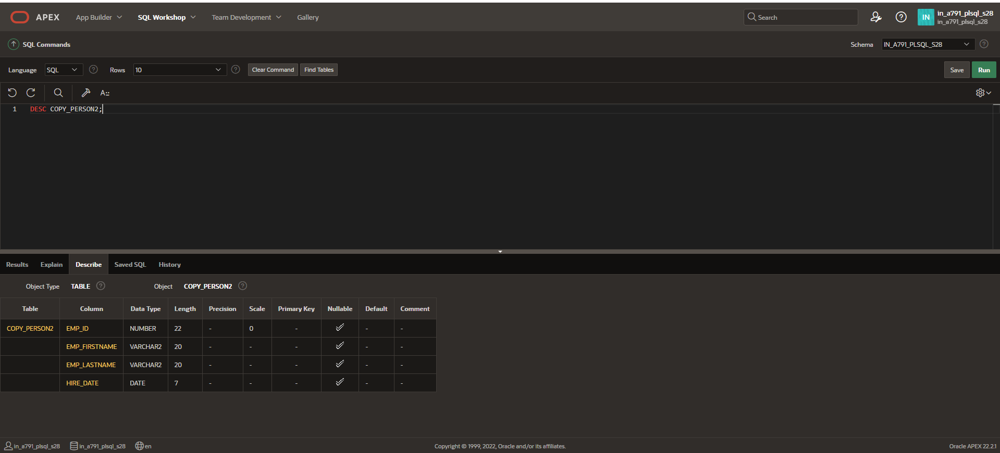 APEX App Builder SQL Workshop Team Development Gallery Search IN in_a791_plsql_s28
in_a791_plsql_s28
SQL Commands Schema IN_A791_PLSQL_S28
Language SQL Rows 10 Clear Command Find Tables Save Run
A::
1 DESC COPY_PERSON2;
Results Explain Describe Saved SQL History
Object Type TABLE Object COPY_PERSON2
Table Column Data Type Length Precision Scale Primary Key Nullable Default Comment
COPY_PERSON2 EMP_ID NUMBER 22 - 0 - - -
EMP_FIRSTNAME VARCHAR2 20 - - - - -
EMP_LASTNAME VARCHAR2 20 - - - - -
HIRE_DATE DATE 7 - - - - -
in_a791_plsql_s28 in_a791_plsql_s28 en Copyright © 1999, 2022, Oracle and/or its affiliates. Oracle APEX 22.2.1